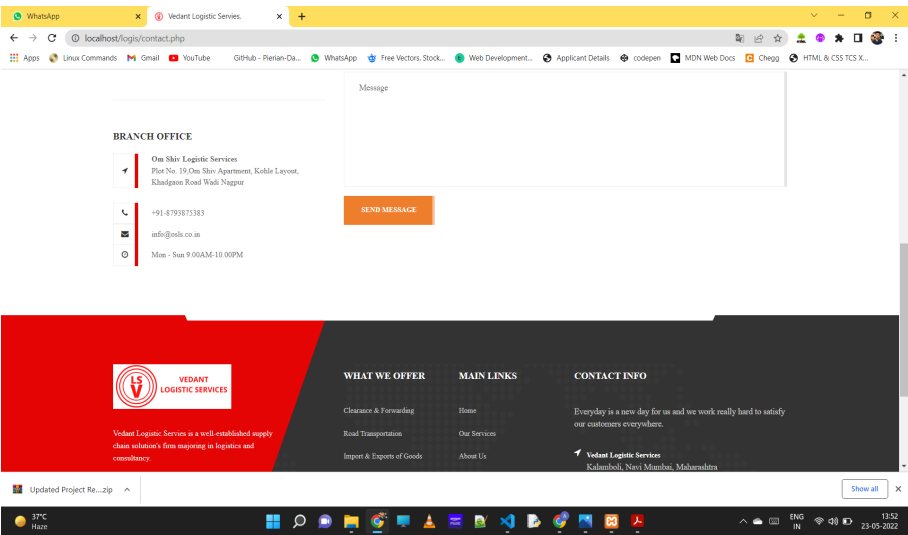 WhatsApp
Vedant Logistic Servies.
localhost/logis/contact.php
Apps
Linux Commands
Gmail
YouTube
GitHub - Pierian-Da...
WhatsApp
Free Vectors, Stock...
Web Development...
Applicant Details
codepen
MDN Web Docs
Chegg
HTML & CSS TCS X...
Message
BRANCH OFFICE
Om Shiv Logistic Services
Plot No. 19,Om Shiv Apartment, Kohle Layout,
Khadgaon Road Wadi Nagpur
+91-8793875383
info@osls.co.in
Mon - Sun 9.00AM-10.00PM
SEND MESSAGE
LS
V
VEDANT
LOGISTIC SERVICES
Vedant Logistic Servies is a well-established supply
chain solution's firm majoring in logistics and
consultancy.
WHAT WE OFFER
Clearance & Forwarding
Road Transportation
Import & Exports of Goods
MAIN LINKS
Home
Our Services
About Us
CONTACT INFO
Everyday is a new day for us and we work really hard to satisfy
our customers everywhere.
Vedant Logistic Services
Kalamboli, Navi Mumbai, Maharashtra
Updated Project Re....zip
Show all
37°C
Haze
ENG
IN
13:52
23-05-2022